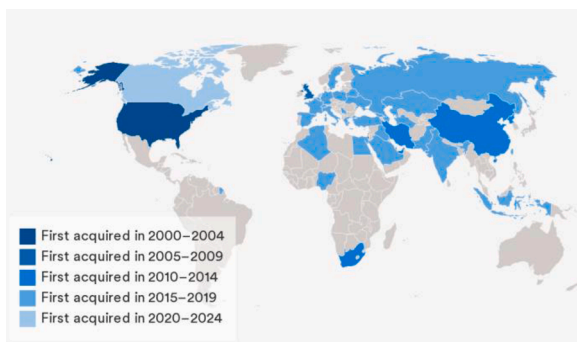 First acquired in 2000–2004
First acquired in 2005–2009
First acquired in 2010–2014
First acquired in 2015–2019
First acquired in 2020–2024